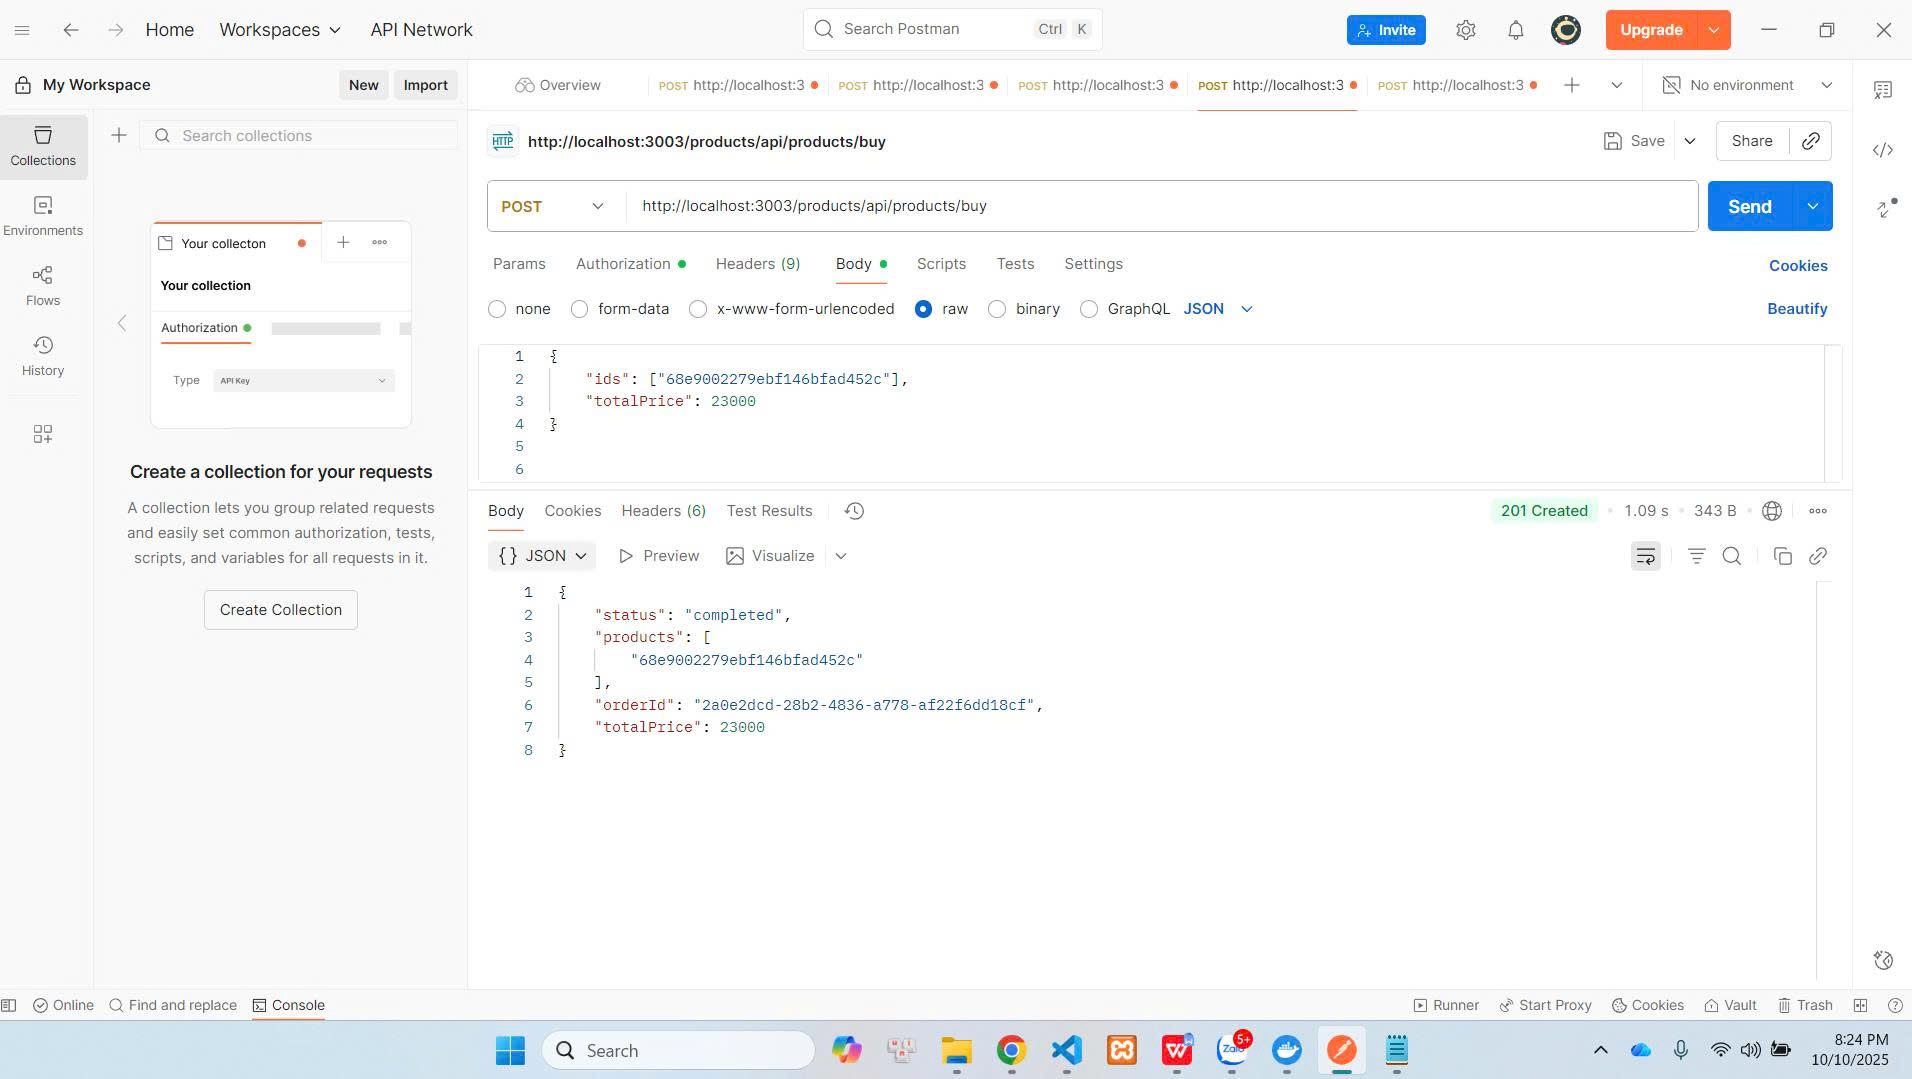 Home
Workspaces
API Network
Search Postman
Ctrl
K
Invite
Upgrade
My Workspace
New
Import
Overview
POST http://localhost:3
POST http://localhost:3
POST http://localhost:3
POST http://localhost:3
POST http://localhost:3
No environment
Collections
Environments
Flows
History
Search collections
Your collecton
Your collection
Authorization
Type
API Key
Create a collection for your requests
A collection lets you group related requests
and easily set common authorization, tests,
scripts, and variables for all requests in it.
Create Collection
HTTP
http://localhost:3003/products/api/products/buy
Save
Share
POST
http://localhost:3003/products/api/products/buy
Send
Params
Authorization
Headers (9)
Body
Scripts
Tests
Settings
Cookies
none
form-data
x-www-form-urlencoded
raw
binary
GraphQL
JSON
Beautify
1 {
2 "ids": ["68e9002279ebf146bfad452c"],
3 "totalPrice": 23000
4 }
5
6
Body
Cookies
Headers (6)
Test Results
201 Created
1.09 s
343 B
{} JSON
Preview
Visualize
1 {
2 "status": "completed",
3 "products": [
4 "68e9002279ebf146bfad452c"
5 ],
6 "orderId": "2a0e2dcd-28b2-4836-a778-af22f6dd18cf",
7 "totalPrice": 23000
8 }
Online
Find and replace
Console
Runner
Start Proxy
Cookies
Vault
Trash
Search
Zalo
5+
8:24 PM
10/10/2025